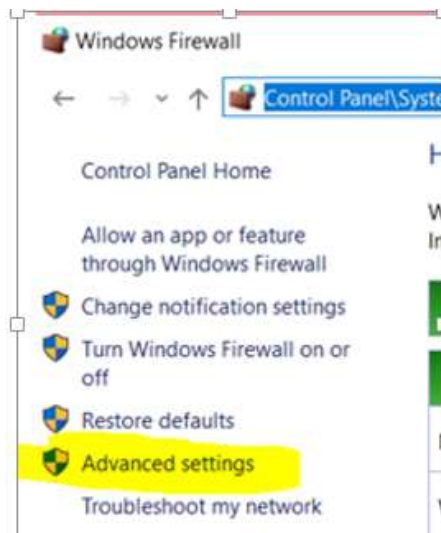 Windows Firewall
Control Panel\Syste
Control Panel Home
Allow an app or feature
through Windows Firewall
Change notification settings
Turn Windows Firewall on or
off
Restore defaults
Advanced settings
Troubleshoot my network